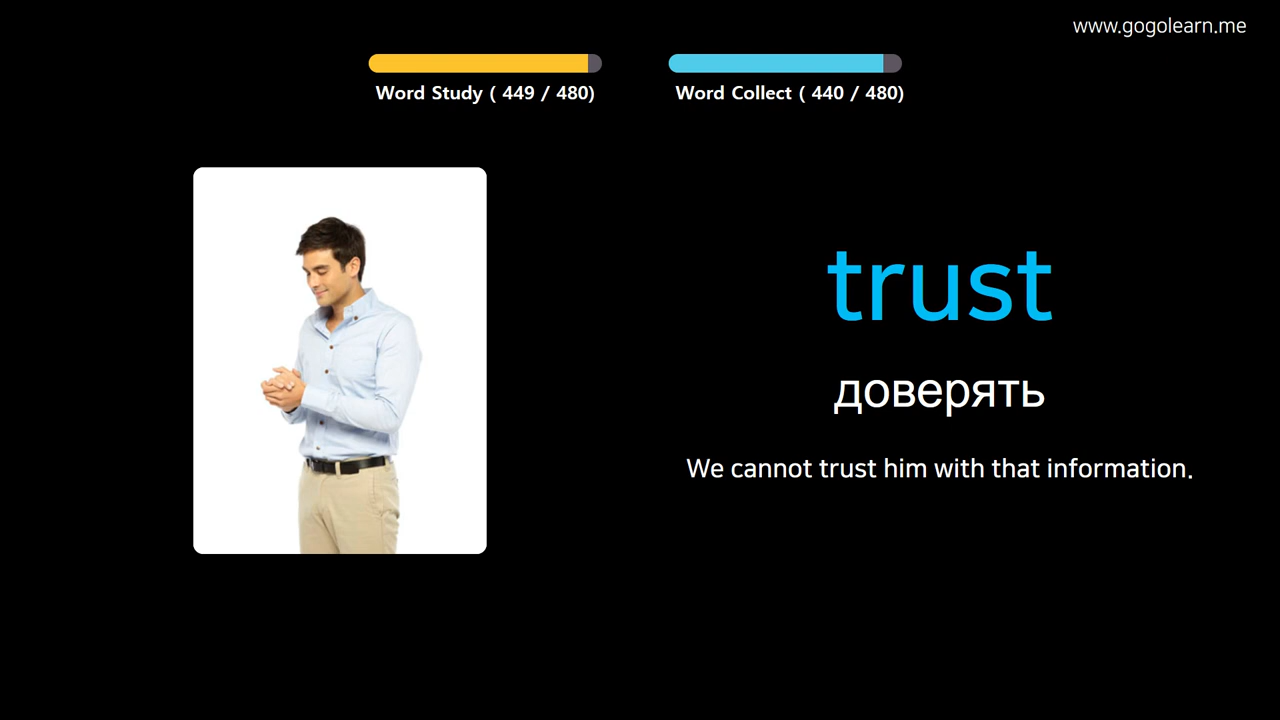 www.gogolearn.me
Word Study ( 449 / 480)
Word Collect ( 440 / 480)
trust
доверять
We cannot trust him with that information.